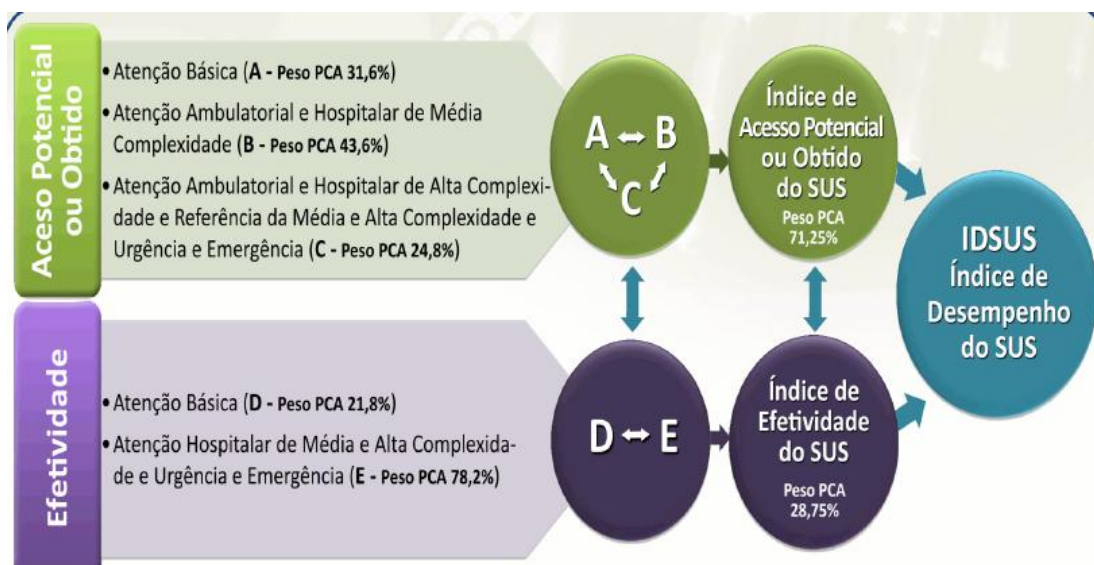 Aceso Potencial
ou Obtido
• Atenção Básica (A - Peso PCA 31,6%)
• Atenção Ambulatorial e Hospitalar de Média
Complexidade (B - Peso PCA 43,6%)
• Atenção Ambulatorial e Hospitalar de Alta Complexi-
dade e Referência da Média e Alta Complexidade e
Urgência e Emergência (C - Peso PCA 24,8%)
A ↔ B
C
Índice de
Acesso Potencial
ou Obtido
do SUS
Peso PCA
71,25%
IDSUS
Índice de
Desempenho
do SUS
Efetividade
• Atenção Básica (D - Peso PCA 21,8%)
• Atenção Hospitalar de Média e Alta Complexida-
de e Urgência e Emergência (E - Peso PCA 78,2%)
D ↔ E
Índice de
Efetividade
do SUS
Peso PCA
28,75%